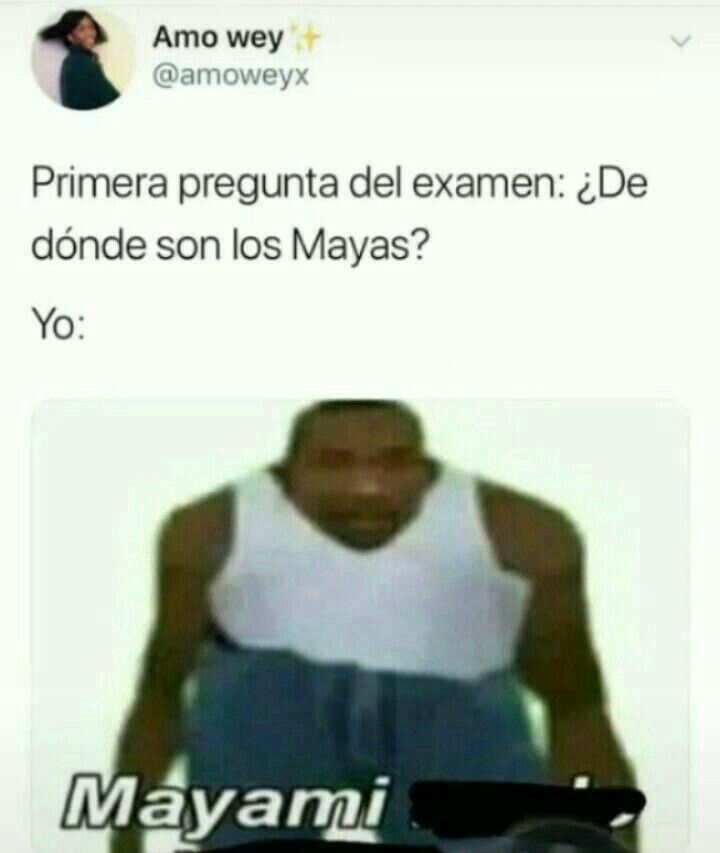 Amo wey✨
@amoweyx
Primera pregunta del examen: ¿De
dónde son los Mayas?
Yo:
Mayami